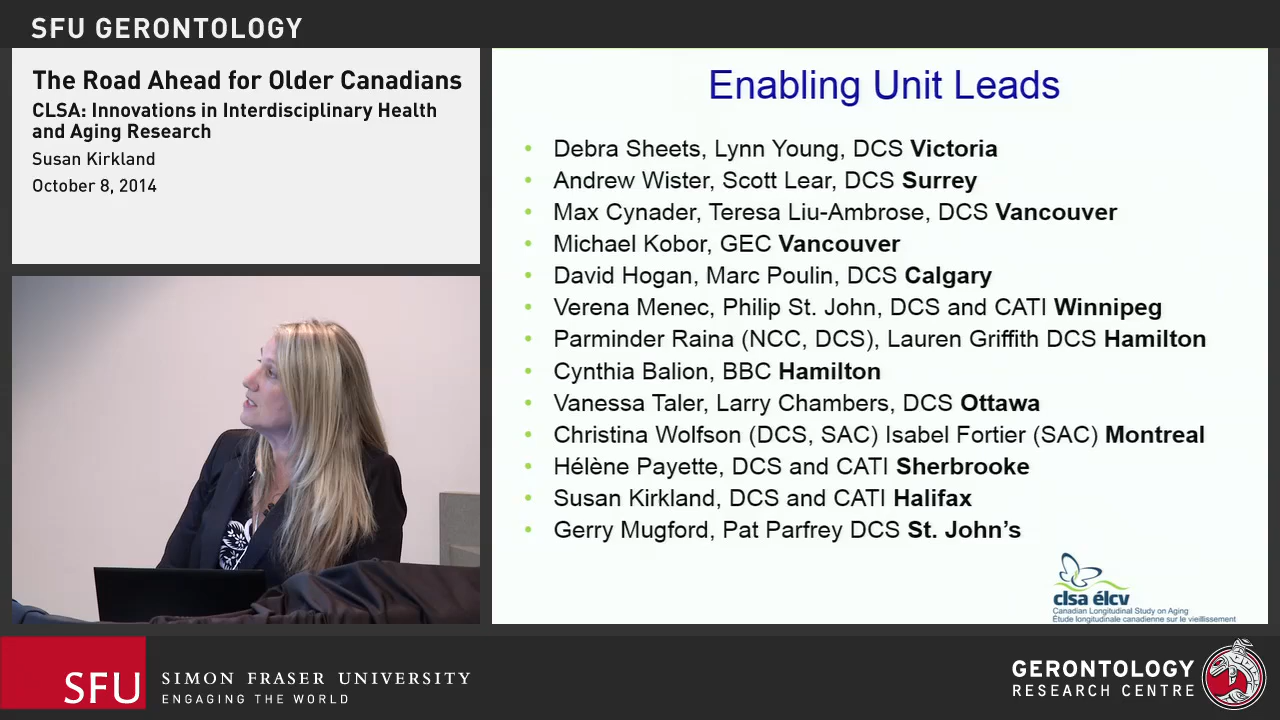 SFU GERONTOLOGY
The Road Ahead for Older Canadians
CLSA: Innovations in Interdisciplinary Health
and Aging Research
Susan Kirkland
October 8, 2014
Enabling Unit Leads
• Debra Sheets, Lynn Young, DCS Victoria
• Andrew Wister, Scott Lear, DCS Surrey
• Max Cynader, Teresa Liu-Ambrose, DCS Vancouver
• Michael Kobor, GEC Vancouver
• David Hogan, Marc Poulin, DCS Calgary
• Verena Menec, Philip St. John, DCS and CATI Winnipeg
• Parminder Raina (NCC, DCS), Lauren Griffith DCS Hamilton
• Cynthia Balion, BBC Hamilton
• Vanessa Taler, Larry Chambers, DCS Ottawa
• Christina Wolfson (DCS, SAC) Isabel Fortier (SAC) Montreal
• Hélène Payette, DCS and CATI Sherbrooke
• Susan Kirkland, DCS and CATI Halifax
• Gerry Mugford, Pat Parfrey DCS St. John's
clsa élcv
Canadian Longitudinal Study on Aging
Étude longitudinale canadienne sur le vieillissement
SFU
SIMON FRASER UNIVERSITY
ENGAGING THE WORLD
GERONTOLOGY
RESEARCH CENTRE